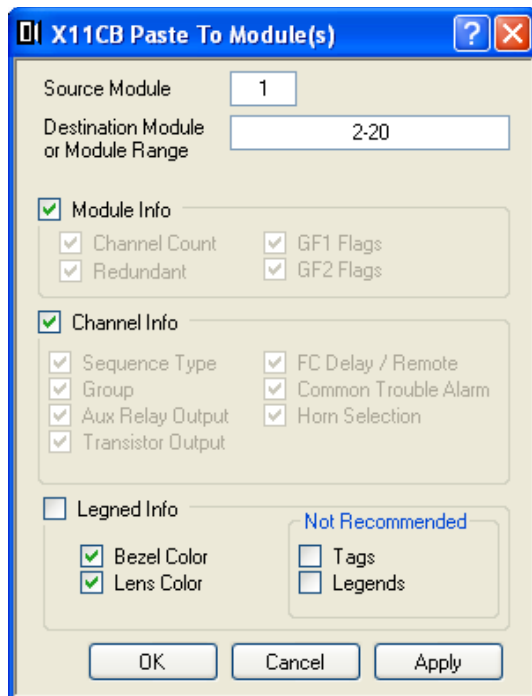 X11CB Paste To Module(s)
Source Module 1
Destination Module
or Module Range
2-20
Module Info
Channel Count GF1 Flags
Redundant GF2 Flags
Channel Info
Sequence Type FC Delay / Remote
Group Common Trouble Alarm
Aux Relay Output Horn Selection
Transistor Output
Legned Info
Not Recommended
Bezel Color Tags
Lens Color Legends
OK Cancel Apply